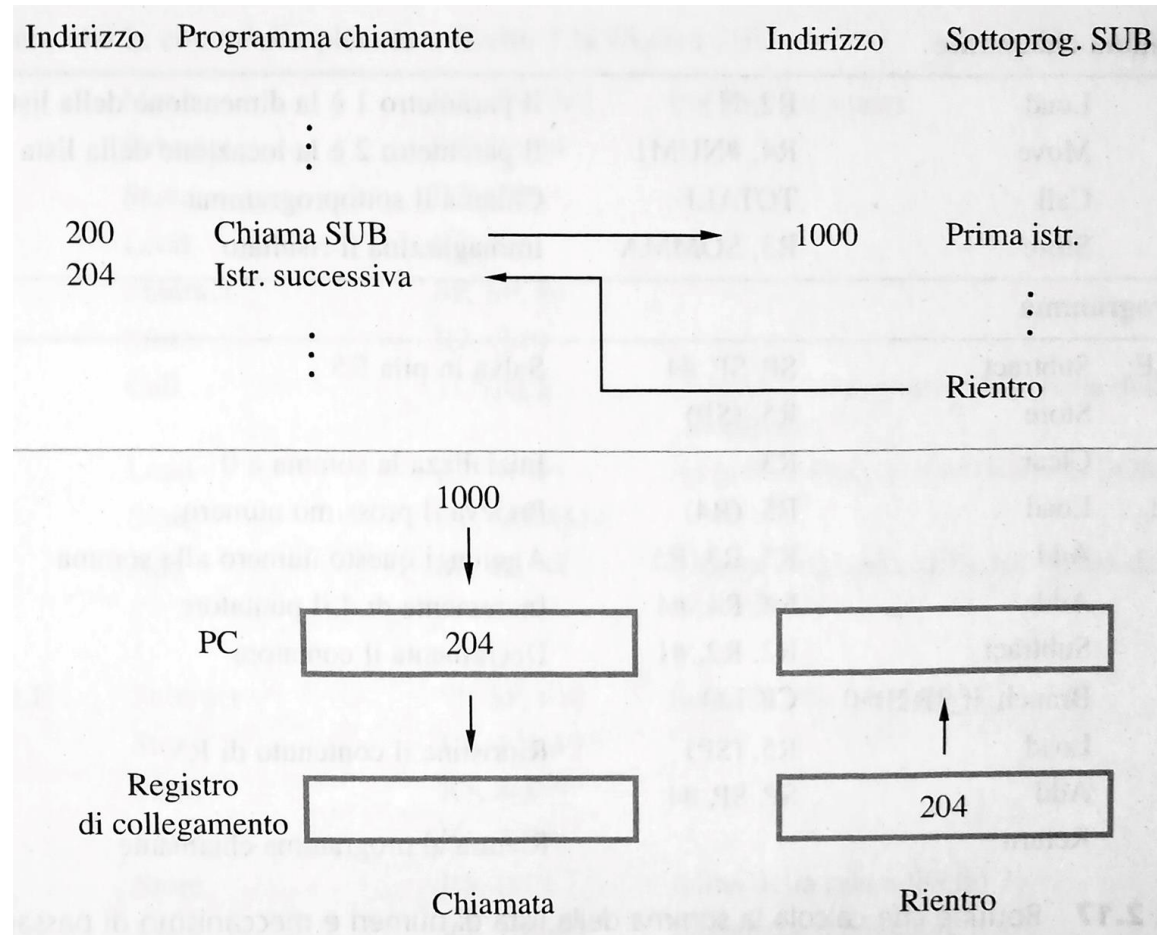 Indirizzo Programma chiamante Indirizzo Sottoprog. SUB
200 Chiama SUB 1000 Prima istr.
204 Istr. successiva
Rientro
1000
PC 204
Registro
di collegamento 204
Chiamata Rientro